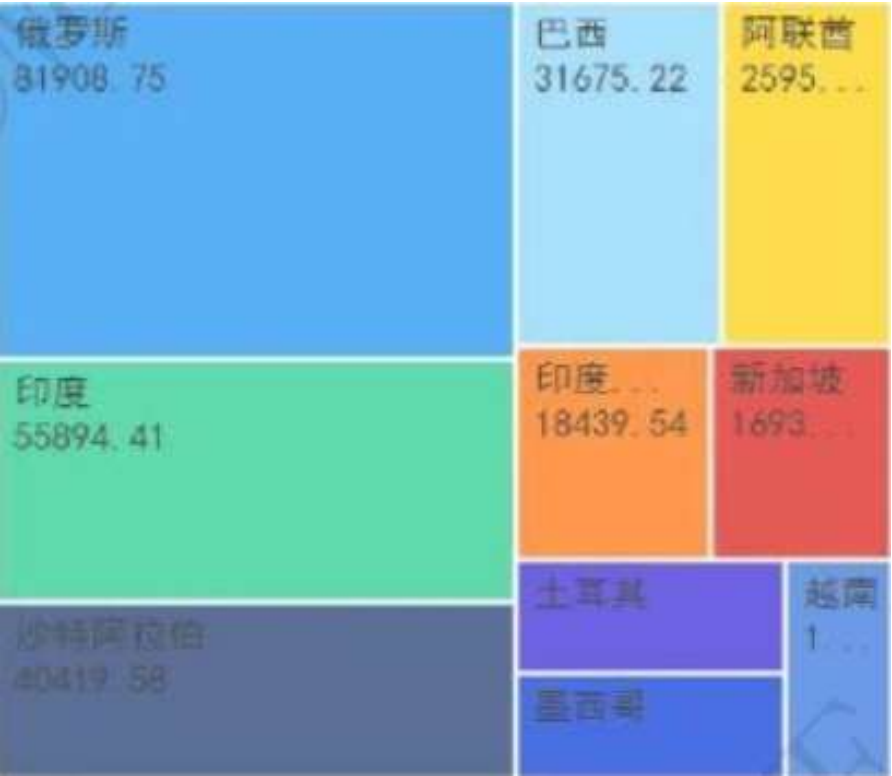 俄罗斯
81908.75
巴西
31675.22
阿联酋
2595...
印度
55894.41
印度...
18439.54
新加坡
1693...
沙特阿拉伯
40419.58
土耳其
越南
1...
墨西哥